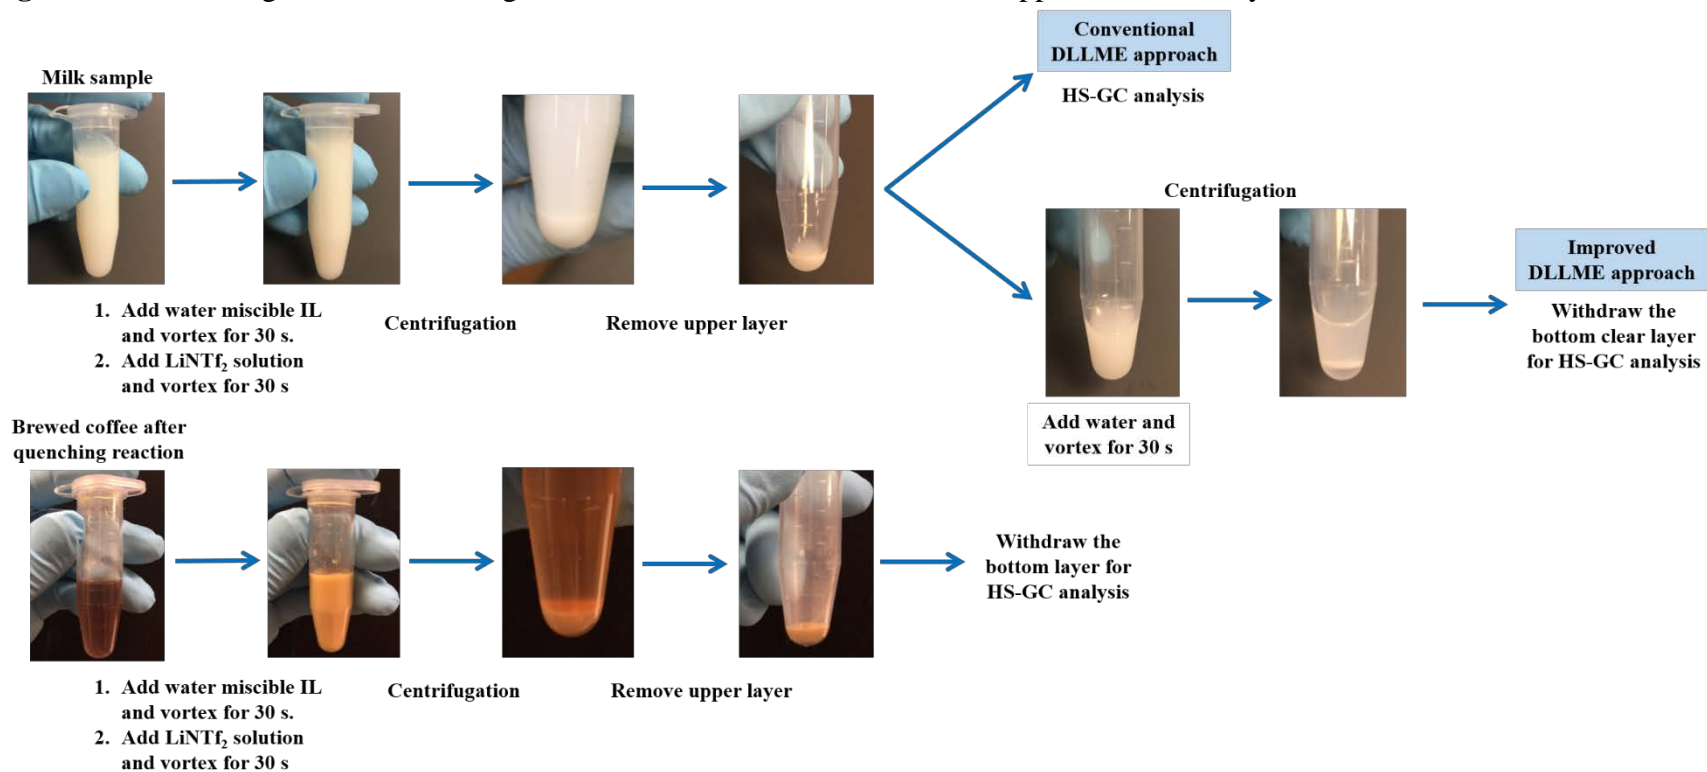 Milk sample
1. Add water miscible IL
and vortex for 30 s.
2. Add LiNTf₂ solution
and vortex for 30 s
Centrifugation
Remove upper layer
Conventional
DLLME approach
HS-GC analysis
Centrifugation
Add water and
vortex for 30 s
Improved
DLLME approach
Withdraw the
bottom clear layer
for HS-GC analysis
Brewed coffee after
quenching reaction
1. Add water miscible IL
and vortex for 30 s.
2. Add LiNTf₂ solution
and vortex for 30 s
Centrifugation
Remove upper layer
Withdraw the
bottom layer for
HS-GC analysis